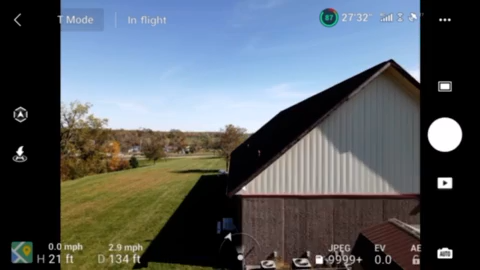 T Mode In flight 87 27'32"
0.0 mph 2.9 mph JPEG EV AE
H 21 ft D 134 ft 9999+ 0.0 AUTO